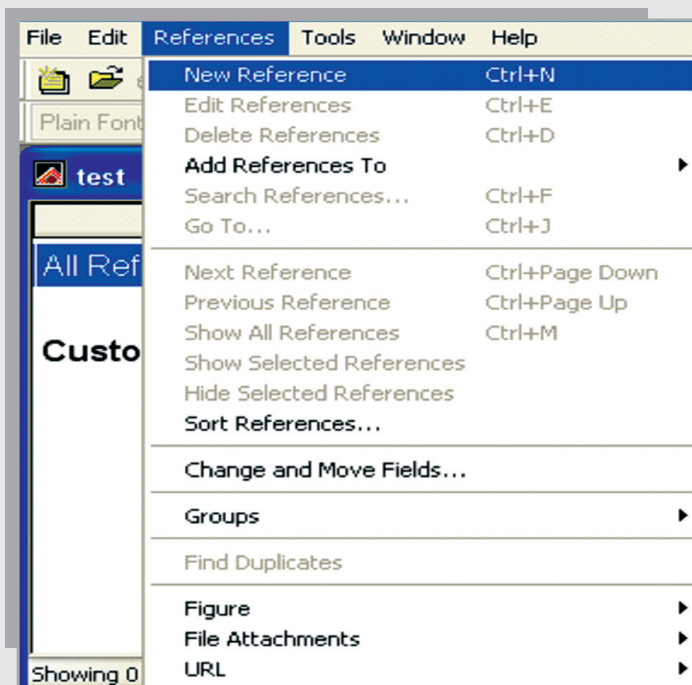 File Edit References Tools Window Help
New Reference Ctrl+N
Edit References Ctrl+E
Plain Font
Delete References Ctrl+D
test
Add References To
Search References... Ctrl+F
Go To... Ctrl+J
All Ref
Next Reference Ctrl+Page Down
Previous Reference Ctrl+Page Up
Show All References Ctrl+M
Custo
Show Selected References
Hide Selected References
Sort References...
Change and Move Fields...
Groups
Find Duplicates
Figure
File Attachments
Showing 0
URL